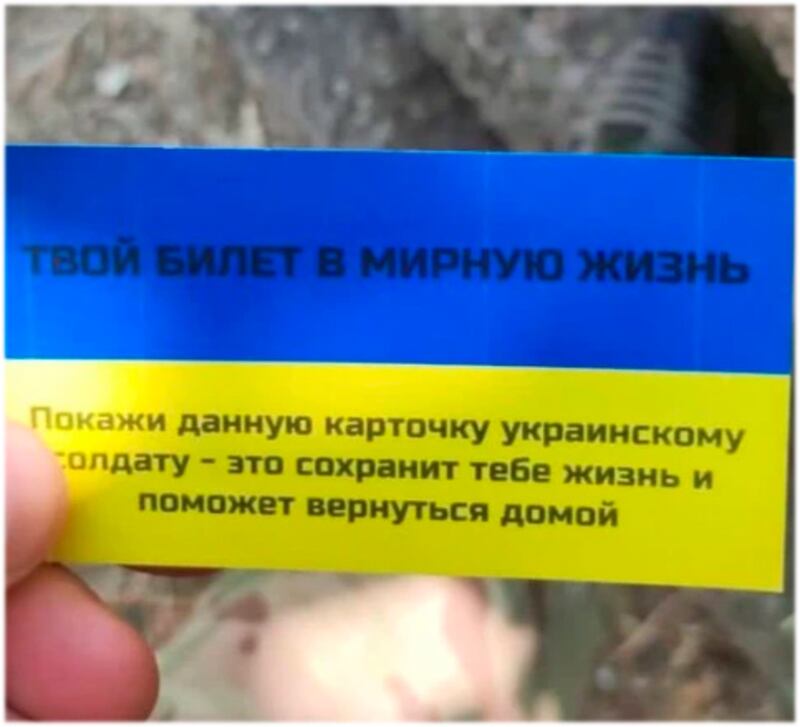 ТВОЙ БИЛЕТ В МИРНУЮ ЖИЗНЬ
Покажи данную карточку украинскому
солдату - это сохранит тебе жизнь и
поможет вернуться домой